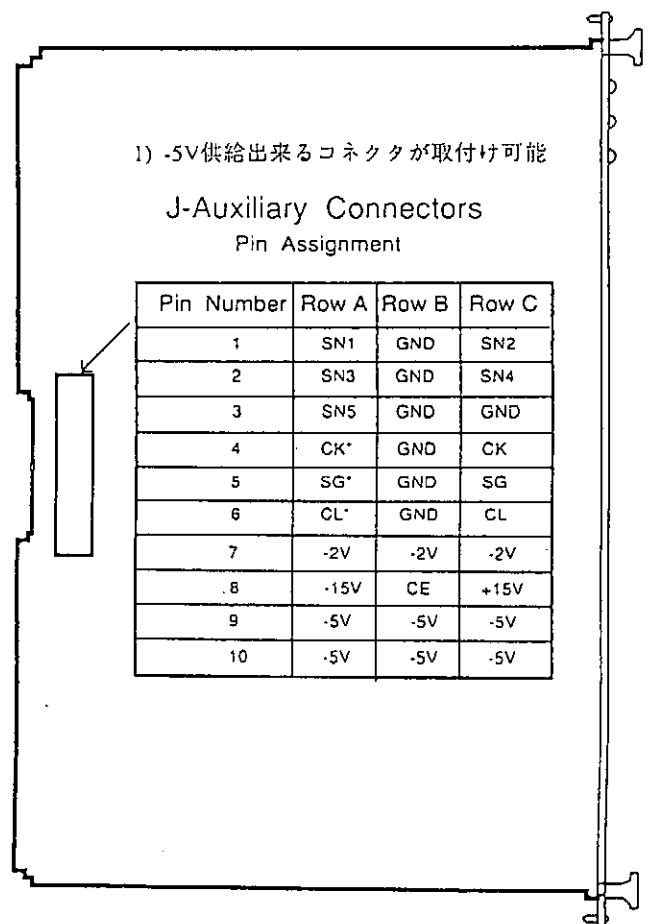 1) -5V供給出来るコネクタが取付け可能
J-Auxiliary Connectors
Pin Assignment
Pin Number Row A Row B Row C
1 SN1 GND SN2
2 SN3 GND SN4
3 SN5 GND GND
4 CK* GND CK
5 SG* GND SG
6 CL* GND CL
7 -2V -2V -2V
8 -15V CE +15V
9 -5V -5V -5V
10 -5V -5V -5V